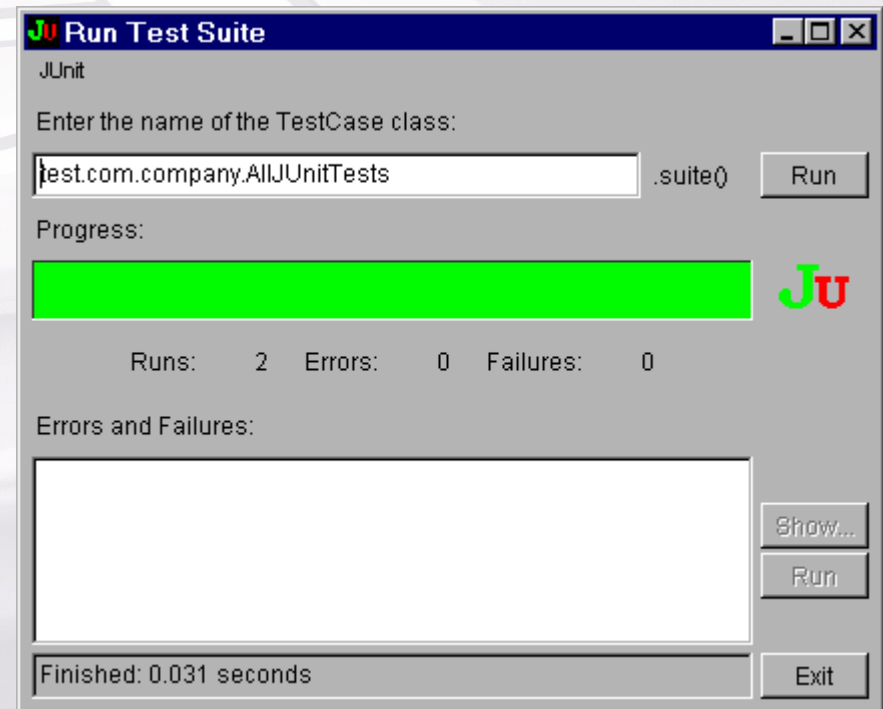 JU Run Test Suite
JUnit
Enter the name of the TestCase class:
test.com.company.AllJUnitTests .suite() Run
Progress:
JU
Runs: 2 Errors: 0 Failures: 0
Errors and Failures:
Show...
Run
Finished: 0.031 seconds Exit